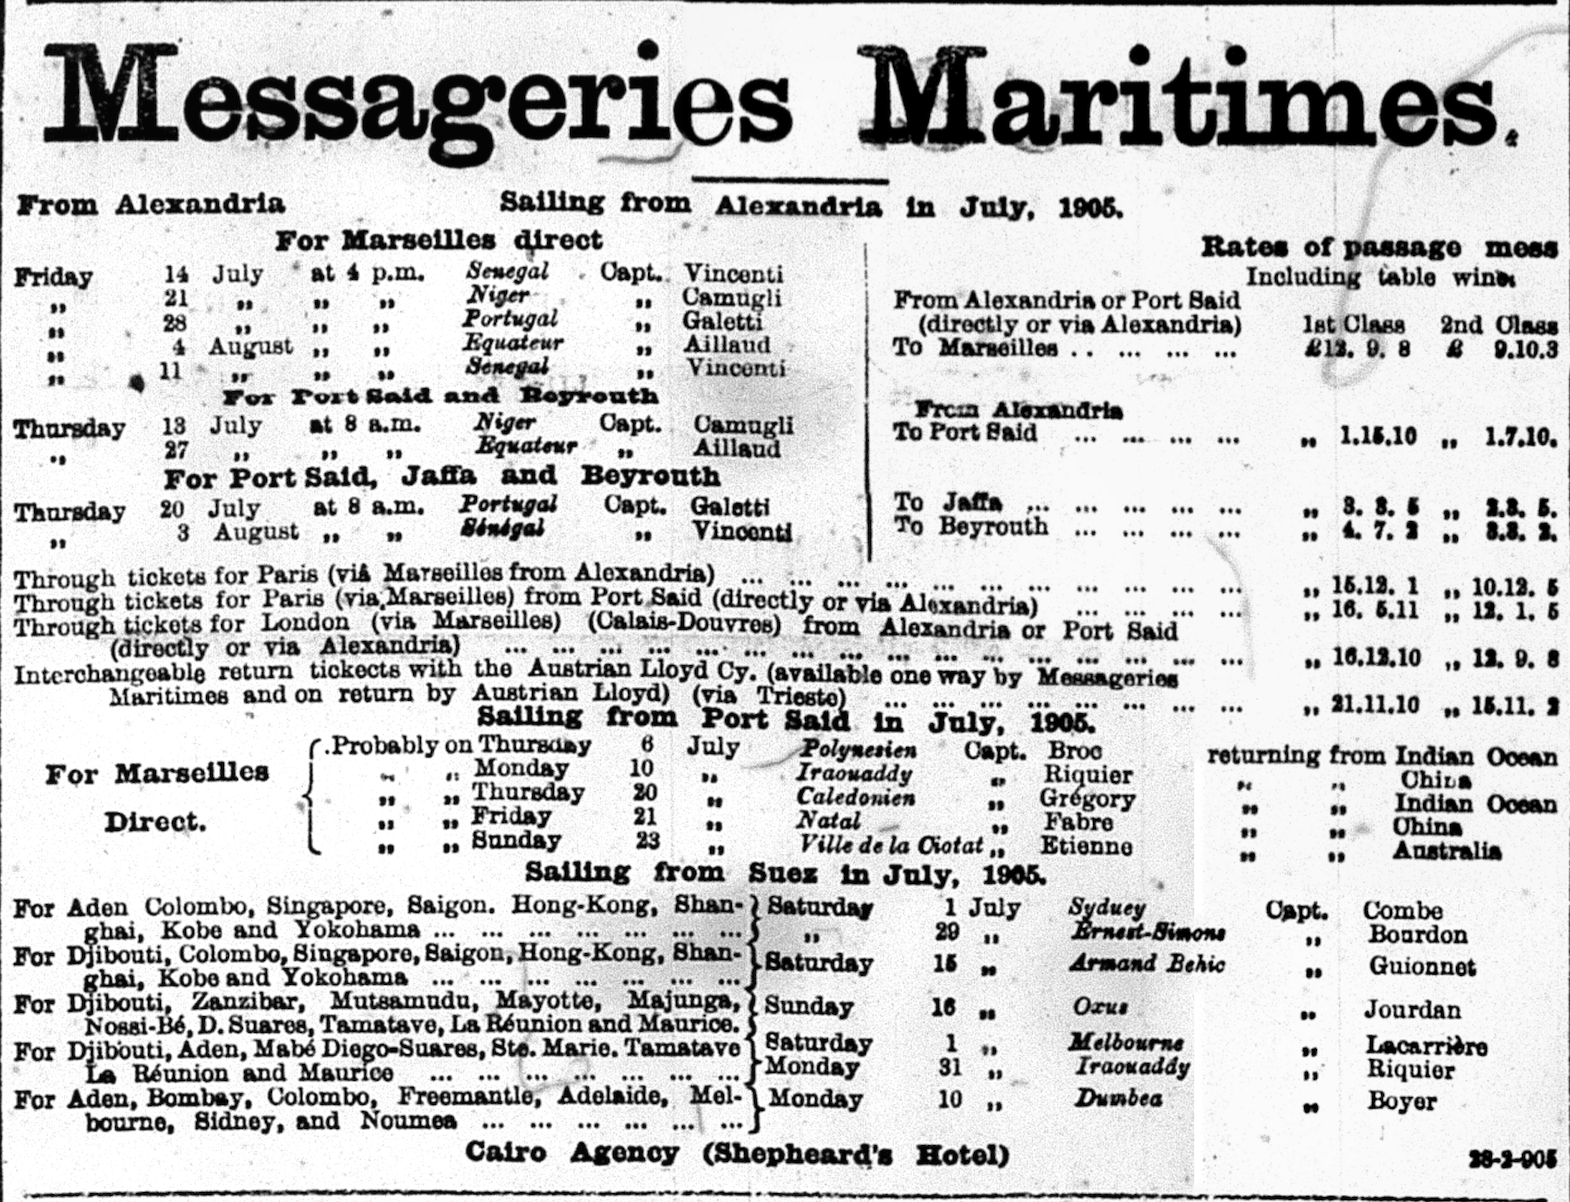 Messageries Maritimes.
From Alexandria
Sailing from Alexandria in July, 1905.
For Marseilles direct
Friday 14 July at 4 p.m. Senegal Capt. Vincenti
„ 21 „ „ „ Niger „ Camugli
„ 28 „ „ „ Portugal „ Galetti
„ 4 August „ „ Equateur „ Aillaud
„ 11 „ „ „ Senegal „ Vincenti
For Port Said and Beyrouth
Thursday 13 July at 8 a.m. Niger Capt. Camugli
„ 27 „ „ „ Equateur „ Aillaud
For Port Said, Jaffa and Beyrouth
Thursday 20 July at 8 a.m. Portugal Capt. Galetti
„ 3 August „ „ Sénégal „ Vincenti
Rates of passage mess
Including table wine
From Alexandria or Port Said
(directly or via Alexandria) 1st Class 2nd Class
To Marseilles .. ... ... ... £12. 9. 8 £ 9.10.3
From Alexandria
To Port Said ... ... ... ... „ 1.15.10 „ 1.7.10.
To Jaffa ... ... ... ... ... „ 3. 3. 5 „ 2.3. 5.
To Beyrouth ... ... ... ... „ 4. 7. 2 „ 3.3. 2.
Through tickets for Paris (viâ Marseilles from Alexandria) ... ... ... ... ... ... ... ... ... ... ... „ 15.12. 1 „ 10.12. 5
Through tickets for Paris (via Marseilles) from Port Said (directly or via Alexandria) ... ... ... ... „ 16. 5.11 „ 12. 1. 5
Through tickets for London (via Marseilles) (Calais-Douvres) from Alexandria or Port Said
(directly or via Alexandria) ... ... ... ... ... ... ... ... ... ... ... ... ... ... ... ... „ 16.12.10 „ 12. 9. 8
Interchangeable return tickects with the Austrian Lloyd Cy. (available one way by Messageries
Maritimes and on return by Austrian Lloyd) (via Trieste) ... ... ... ... ... ... ... ... „ 21.11.10 „ 15.11. 2
Sailing from Port Said in July, 1905.
For Marseilles
Direct.
Probably on Thursday 6 July Polynesien Capt. Broc returning from Indian Ocean
„ „ Monday 10 „ Iraouaddy „ Riquier „ „ China
„ „ Thursday 20 „ Caledonien „ Grégory „ „ Indian Ocean
„ „ Friday 21 „ Natal „ Fabre „ „ China
„ „ Sunday 23 „ Ville de la Ciotat „ Etienne „ „ Australia
Sailing from Suez in July, 1905.
For Aden Colombo, Singapore, Saigon. Hong-Kong, Shan- Saturday 1 July Syduey Capt. Combe
ghai, Kobe and Yokohama ... ... ... ... ... ... ... „ 29 „ Ernest-Simons „ Bourdon
For Djibouti, Colombo, Singapore, Saigon, Hong-Kong, Shan- Saturday 15 „ Armand Behic „ Guionnet
ghai, Kobe and Yokohama ... ... ... ... ... ... ...
For Djibouti, Zanzibar, Mutsamudu, Mayotte, Majunga, Sunday 16 „ Oxus „ Jourdan
Nossi-Bé, D. Suares, Tamatave, La Réunion and Maurice.
For Djibouti, Aden, Mabé Diego-Suares, Ste. Marie. Tamatave Saturday 1 „ Melbourne „ Lacarrière
La Réunion and Maurice ... ... ... ... ... ... ... Monday 31 „ Iraouaddy „ Riquier
For Aden, Bombay, Colombo, Freemantle, Adelaide, Mel- Monday 10 „ Dumbea „ Boyer
bourne, Sidney, and Noumea ... ... ... ... ... ...
Cairo Agency (Shepheard's Hotel)
28-2-905